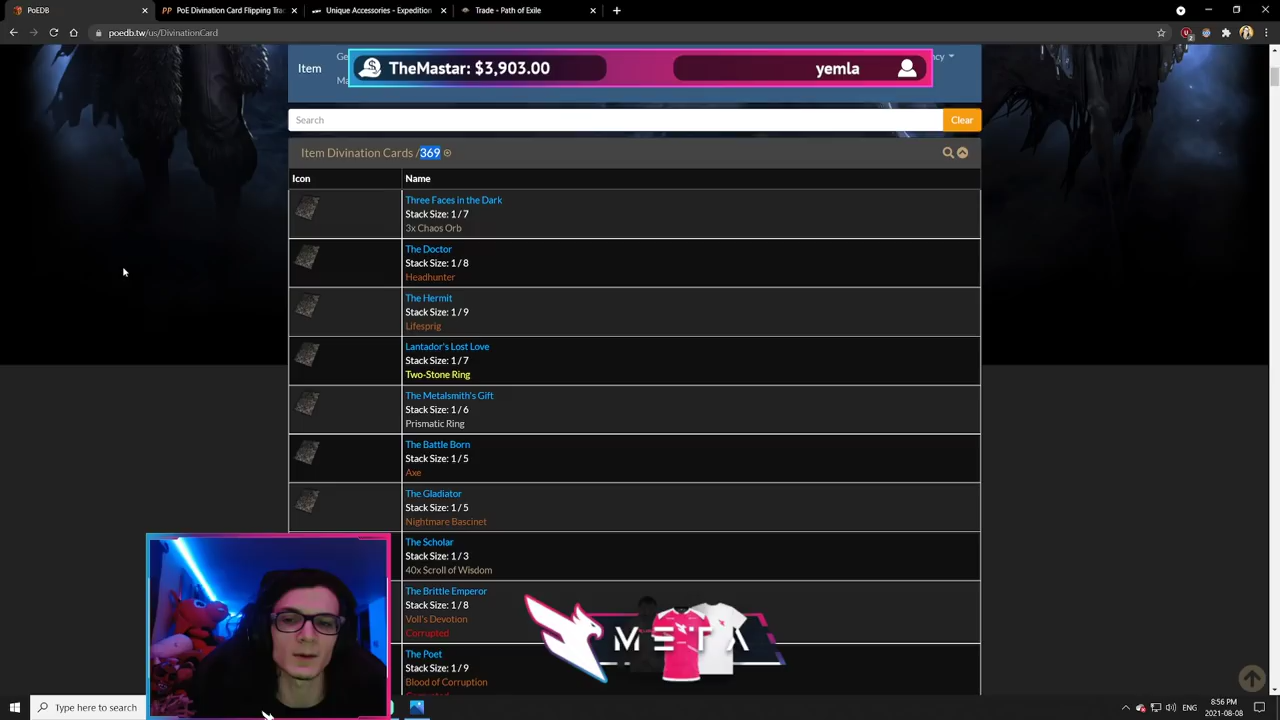 PoEDB
PoE Divination Card Flipping Trac
Unique Accessories - Expedition
Trade - Path of Exile
poedb.tw/us/DivinationCard
Item
Ge
Ma
ncy
TheMastar: $3,903.00
yemla
Search
Clear
Item Divination Cards /369
Icon
Name
Three Faces in the Dark
Stack Size: 1 / 7
3x Chaos Orb
The Doctor
Stack Size: 1 / 8
Headhunter
The Hermit
Stack Size: 1 / 9
Lifesprig
Lantador's Lost Love
Stack Size: 1 / 7
Two-Stone Ring
The Metalsmith's Gift
Stack Size: 1 / 6
Prismatic Ring
The Battle Born
Stack Size: 1 / 5
Axe
The Gladiator
Stack Size: 1 / 5
Nightmare Bascinet
The Scholar
Stack Size: 1 / 3
40x Scroll of Wisdom
The Brittle Emperor
Stack Size: 1 / 8
Voll's Devotion
Corrupted
The Poet
Stack Size: 1 / 9
Blood of Corruption
Corrupted
META
Type here to search
ENG
8:56 PM
2021-08-08